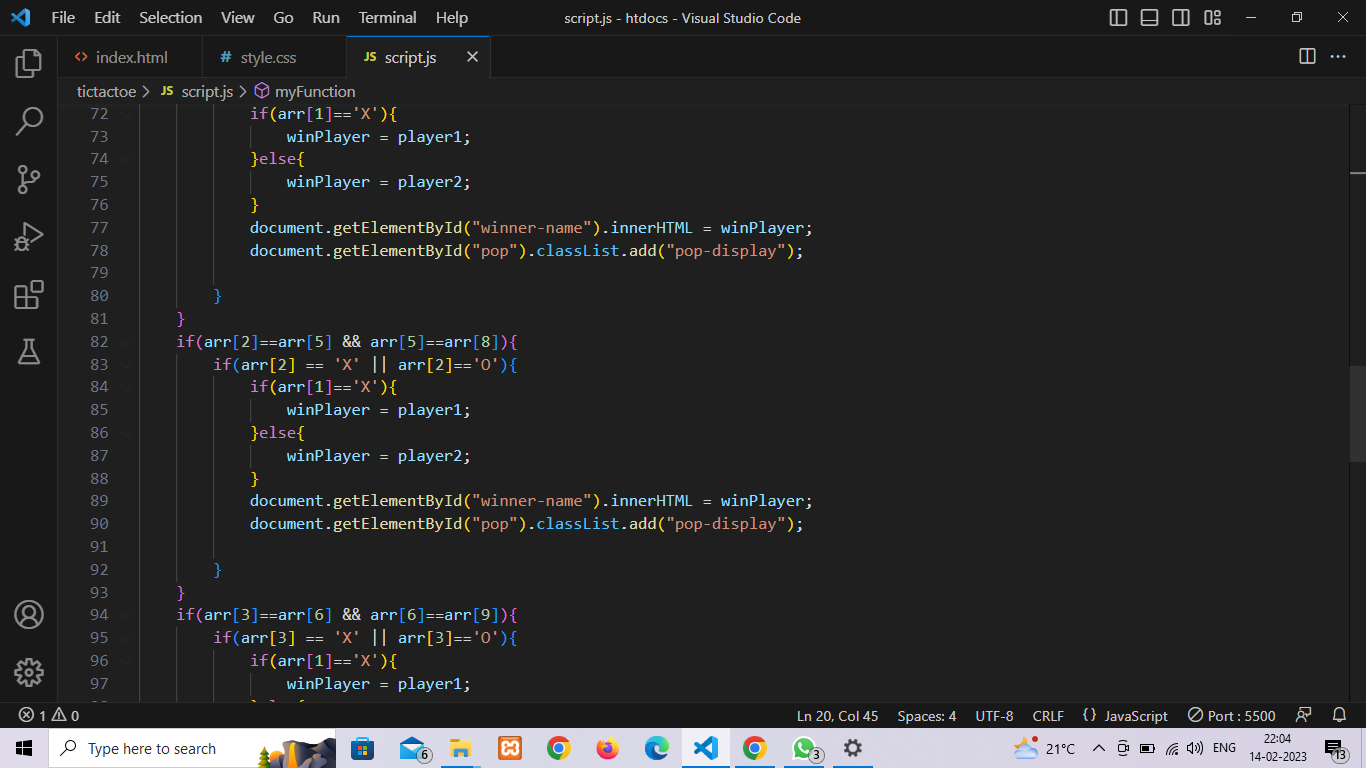 File Edit Selection View Go Run Terminal Help script.js - htdocs - Visual Studio Code
<> index.html # style.css JS script.js
tictactoe > JS script.js > myFunction
72 if(arr[1]=='X'){
73 winPlayer = player1;
74 }else{
75 winPlayer = player2;
76 }
77 document.getElementById("winner-name").innerHTML = winPlayer;
78 document.getElementById("pop").classList.add("pop-display");
79
80 }
81 }
82 if(arr[2]==arr[5] && arr[5]==arr[8]){
83 if(arr[2] == 'X' || arr[2]=='O'){
84 if(arr[1]=='X'){
85 winPlayer = player1;
86 }else{
87 winPlayer = player2;
88 }
89 document.getElementById("winner-name").innerHTML = winPlayer;
90 document.getElementById("pop").classList.add("pop-display");
91
92 }
93 }
94 if(arr[3]==arr[6] && arr[6]==arr[9]){
95 if(arr[3] == 'X' || arr[3]=='O'){
96 if(arr[1]=='X'){
97 winPlayer = player1;
1 0 Ln 20, Col 45 Spaces: 4 UTF-8 CRLF {} JavaScript Port : 5500
Type here to search 6 3 21°C ENG 22:04
14-02-2023 13